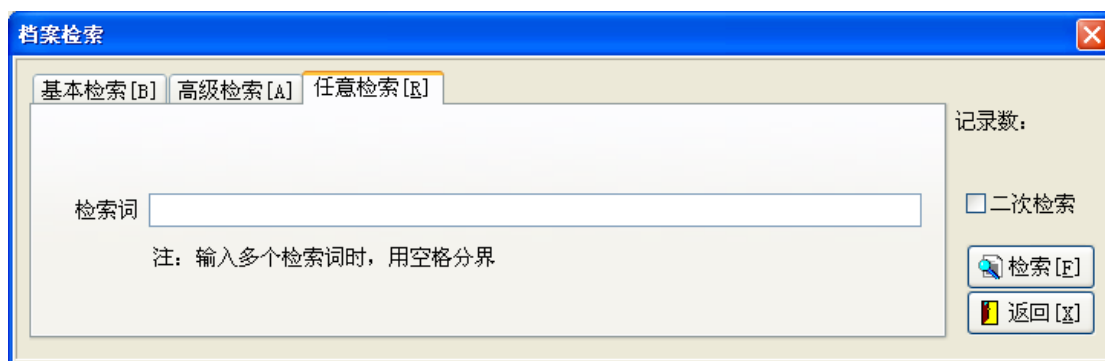 档案检索
基本检索[B] 高级检索[A] 任意检索[R]
记录数：
检索词
二次检索
注：输入多个检索词时，用空格分界
检索[F]
返回[X]